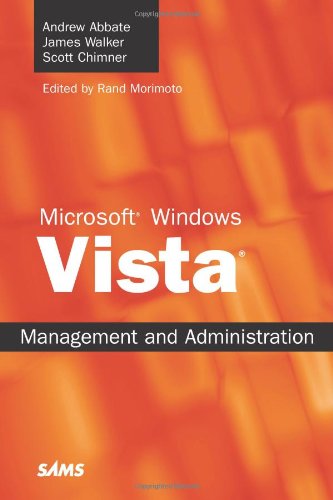 Andrew Abbate
James Walker
Scott Chimner
Edited by Rand Morimoto
Microsoft® Windows
Vista®
Management and Administration
SAMS